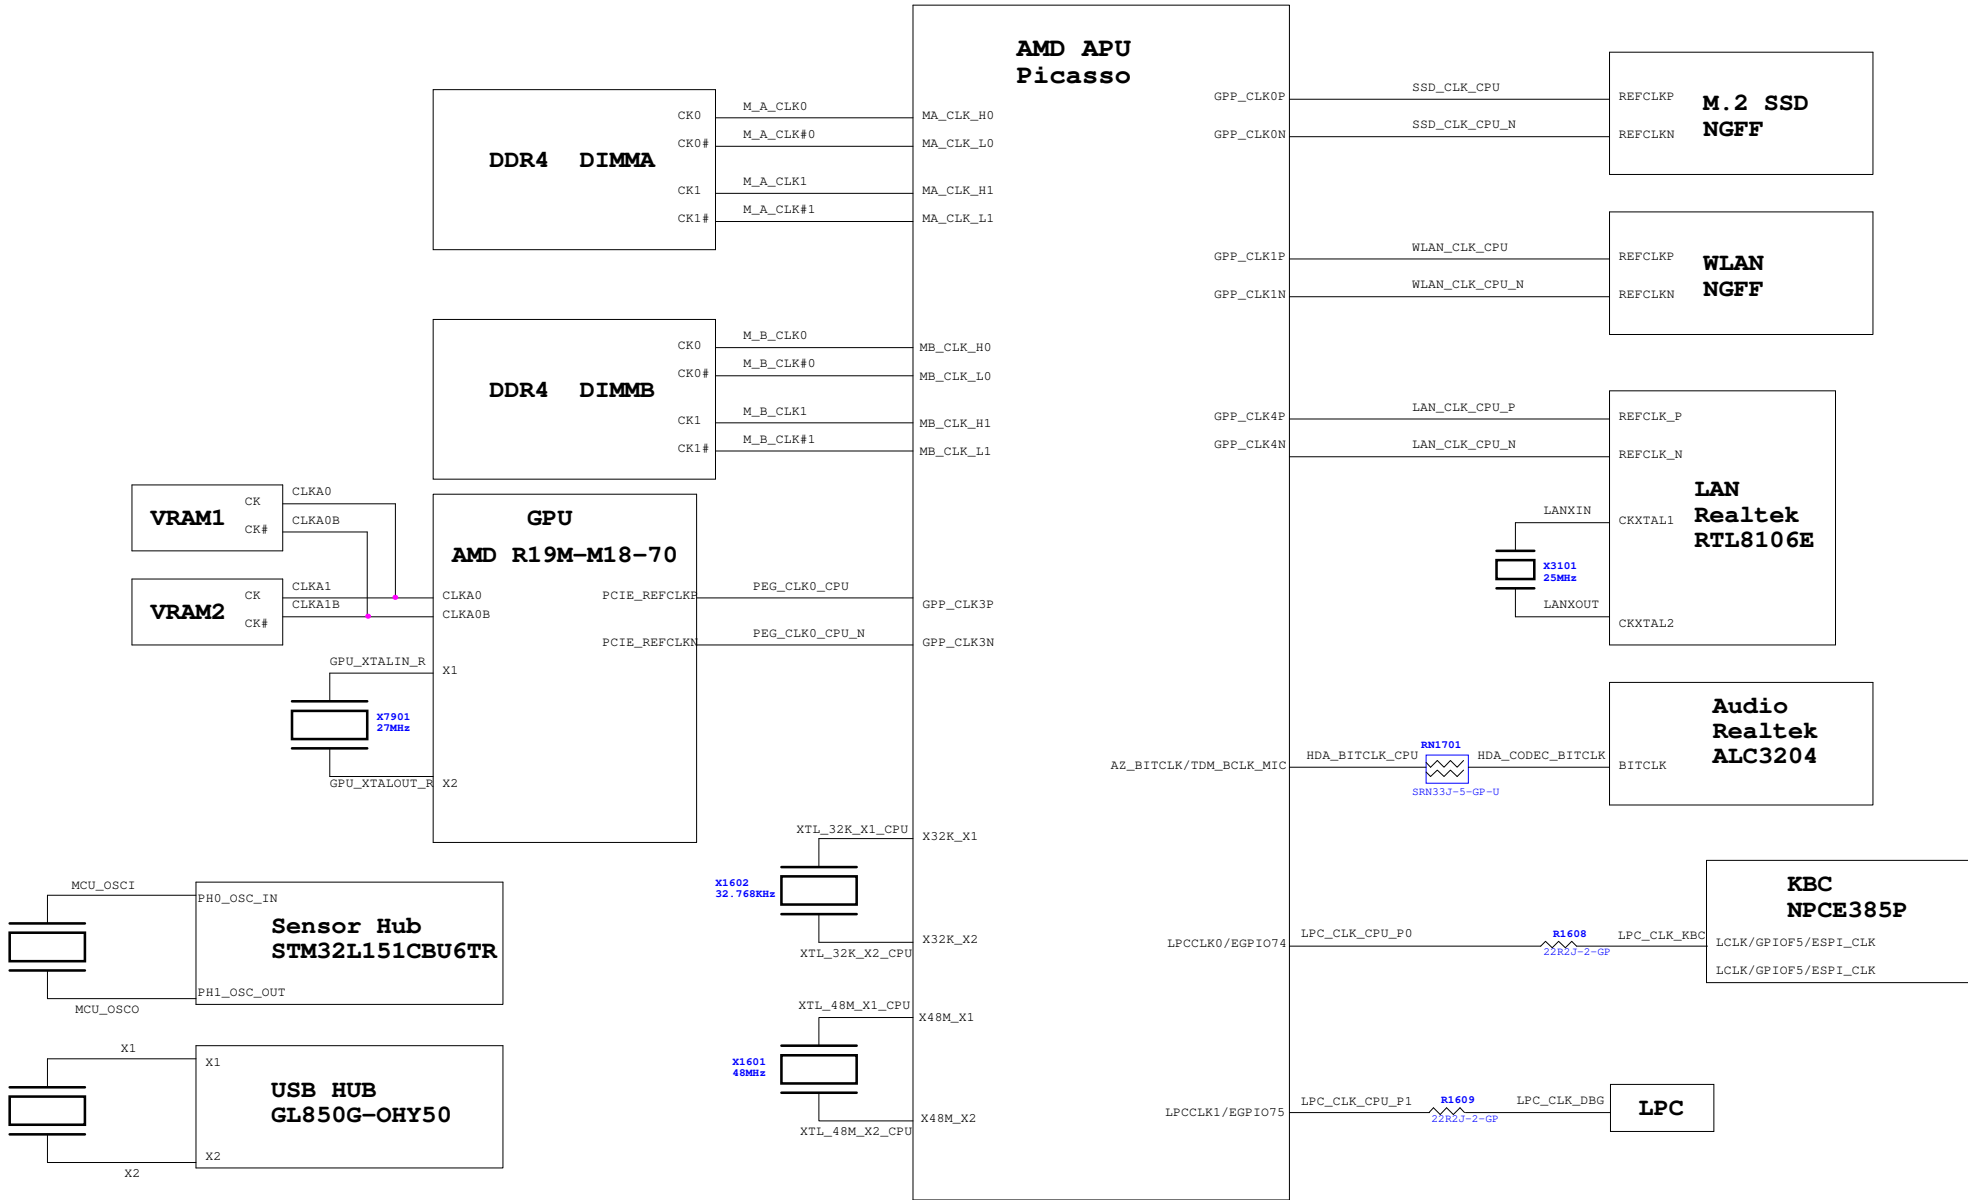 AMD APU
Picasso
DDR4 DIMMA
CK0
CK0#
CK1
CK1#
M_A_CLK0
M_A_CLK#0
M_A_CLK1
M_A_CLK#1
MA_CLK_H0
MA_CLK_L0
MA_CLK_H1
MA_CLK_L1
DDR4 DIMMB
CK0
CK0#
CK1
CK1#
M_B_CLK0
M_B_CLK#0
M_B_CLK1
M_B_CLK#1
MB_CLK_H0
MB_CLK_L0
MB_CLK_H1
MB_CLK_L1
VRAM1
CK
CK#
CLKA0
CLKA0B
VRAM2
CK
CK#
CLKA1
CLKA1B
GPU
AMD R19M-M18-70
CLKA0
CLKA0B
PCIE_REFCLKP
PCIE_REFCLKN
PEG_CLK0_CPU
PEG_CLK0_CPU_N
GPP_CLK3P
GPP_CLK3N
GPU_XTALIN_R
X1
X7901
27MHz
GPU_XTALOUT_R
X2
XTL_32K_X1_CPU
X32K_X1
X1602
32.768KHz
XTL_32K_X2_CPU
X32K_X2
XTL_48M_X1_CPU
X48M_X1
X1601
48MHz
XTL_48M_X2_CPU
X48M_X2
MCU_OSCI
PH0_OSC_IN
Sensor Hub
STM32L151CBU6TR
PH1_OSC_OUT
MCU_OSCO
X1
X1
USB HUB
GL850G-OHY50
X2
X2
GPP_CLK0P
GPP_CLK0N
SSD_CLK_CPU
SSD_CLK_CPU_N
REFCLKP
REFCLKN
M.2 SSD
NGFF
GPP_CLK1P
GPP_CLK1N
WLAN_CLK_CPU
WLAN_CLK_CPU_N
REFCLKP
REFCLKN
WLAN
NGFF
GPP_CLK4P
GPP_CLK4N
LAN_CLK_CPU_P
LAN_CLK_CPU_N
REFCLK_P
REFCLK_N
LAN
Realtek
RTL8106E
LANXIN
CKXTAL1
X3101
25MHz
LANXOUT
CKXTAL2
Audio
Realtek
ALC3204
AZ_BITCLK/TDM_BCLK_MIC
HDA_BITCLK_CPU
RN1701
SRN33J-5-GP-U
HDA_CODEC_BITCLK
BITCLK
KBC
NPCE385P
LPCCLK0/EGPIO74
LPC_CLK_CPU_P0
R1608
22R2J-2-GP
LPC_CLK_KBC
LCLK/GPIOF5/ESPI_CLK
LCLK/GPIOF5/ESPI_CLK
LPCCLK1/EGPIO75
LPC_CLK_CPU_P1
R1609
22R2J-2-GP
LPC_CLK_DBG
LPC